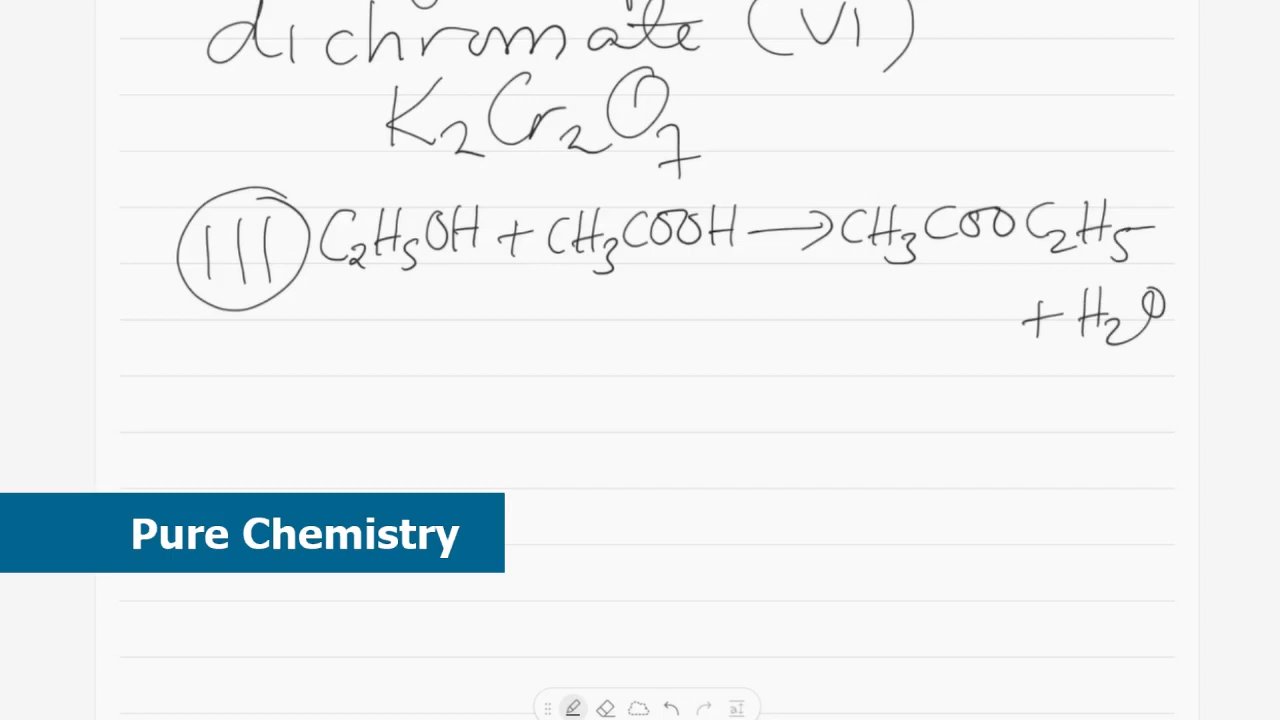 dichromate (VI)
K₂Cr₂O₇
III C₂H₅OH + CH₃COOH → CH₃COOC₂H₅
+ H₂O
Pure Chemistry